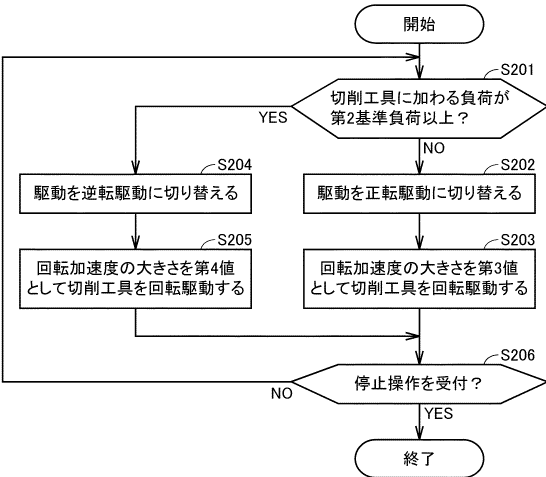 開始
S201
切削工具に加わる負荷が
第2基準負荷以上？
YES
NO
S204
駆動を逆転駆動に切り替える
S202
駆動を正転駆動に切り替える
S205
回転加速度の大きさを第4値
として切削工具を回転駆動する
S203
回転加速度の大きさを第3値
として切削工具を回転駆動する
S206
停止操作を受付？
NO
YES
終了